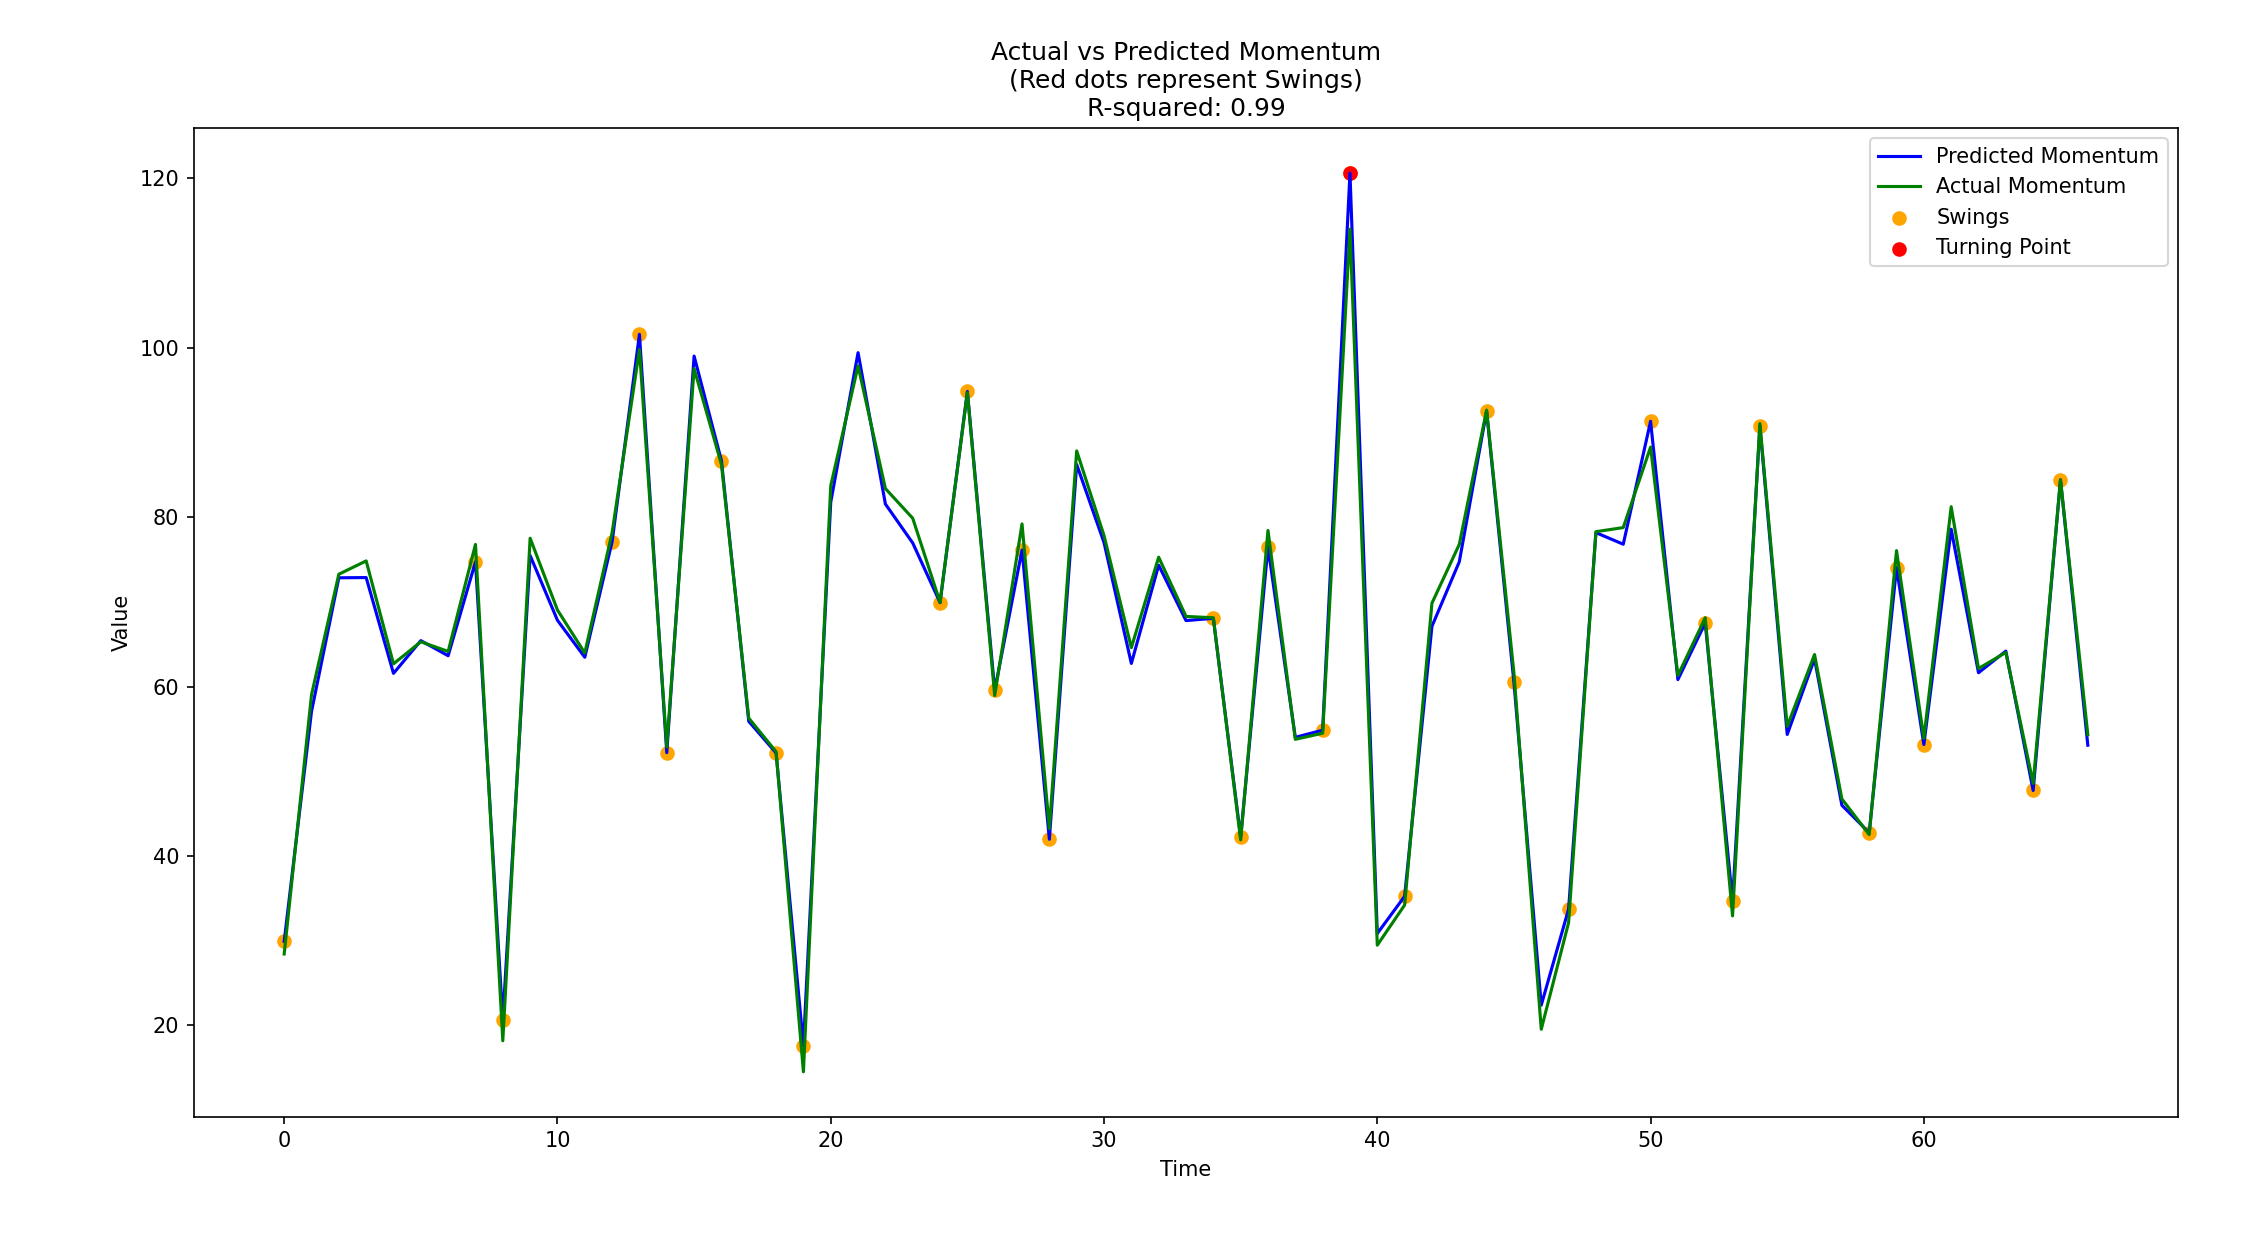 Actual vs Predicted Momentum
(Red dots represent Swings)
R-squared: 0.99
Predicted Momentum
Actual Momentum
Swings
Turning Point
120
100
80
60
40
20
Value
0 10 20 30 40 50 60
Time